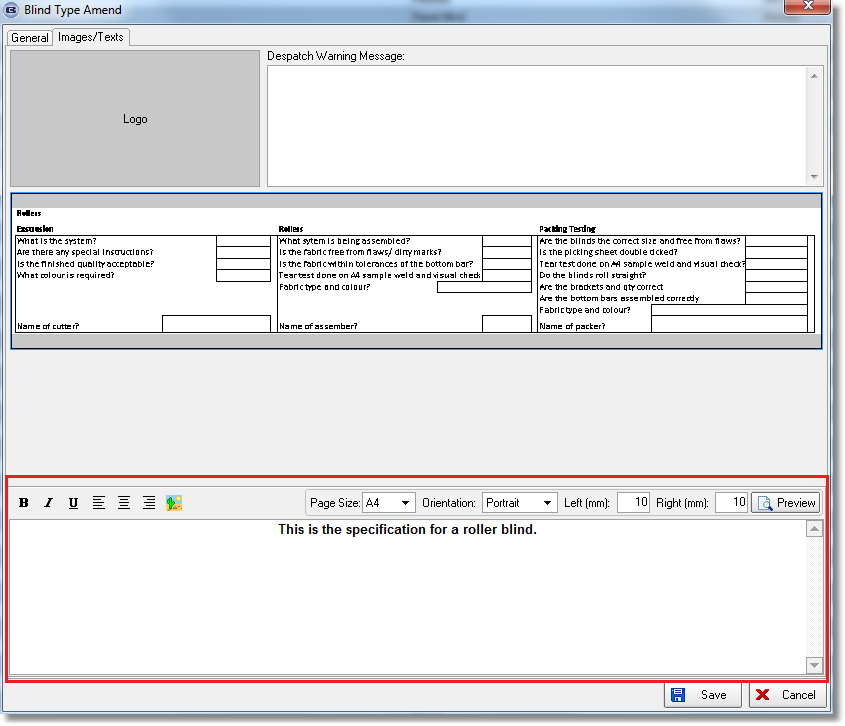 Blind Type Amend
General Images/Texts
Logo
Despatch Warning Message:
Rollers
Exstrusion Rollers Packing Testing
What is the system? What sytem is being assembled? Are the blinds the correct size and free from flaws?
Are there any special instructions? Is the fabric free from flaws/ dirty marks? Is the picking sheet double ticked?
Is the finished quality acceptable? Is the fabric within tolerances of the bottom bar? Tear test done on A4 sample weld and visual check?
What colour is required? Tear test done on A4 sample weld and visual check Do the blinds roll straight?
Fabric type and colour? Are the brackets and qty correct
Are the bottom bars assembled correctly
Fabric type and colour?
Name of cutter? Name of assember? Name of packer?
B I U Page Size: A4 Orientation: Portrait Left (mm): 10 Right (mm): 10 Preview
This is the specification for a roller blind.
Save Cancel